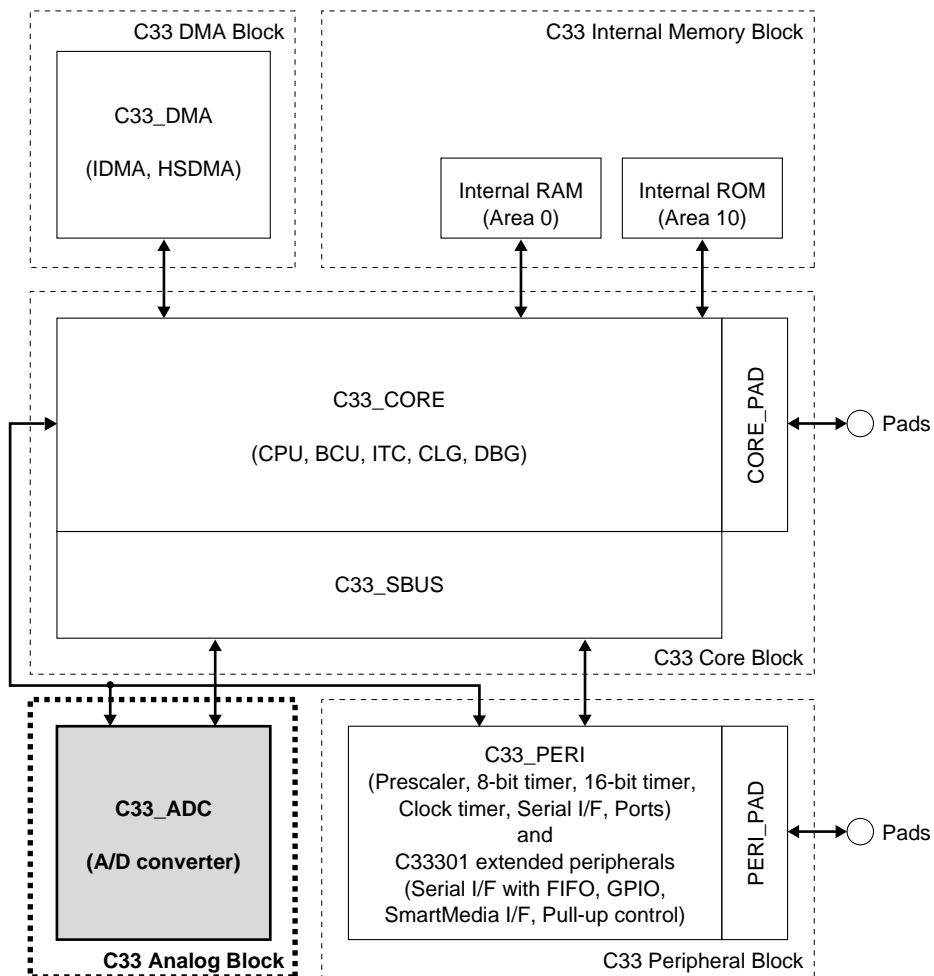 C33 DMA Block
C33 Internal Memory Block
C33_DMA
(IDMA, HSDMA)
Internal RAM
(Area 0)
Internal ROM
(Area 10)
C33_CORE
(CPU, BCU, ITC, CLG, DBG)
CORE_PAD
Pads
C33_SBUS
C33 Core Block
C33_ADC
(A/D converter)
C33 Analog Block
C33_PERI
(Prescaler, 8-bit timer, 16-bit timer,
Clock timer, Serial I/F, Ports)
and
C33301 extended peripherals
(Serial I/F with FIFO, GPIO,
SmartMedia I/F, Pull-up control)
PERI_PAD
Pads
C33 Peripheral Block